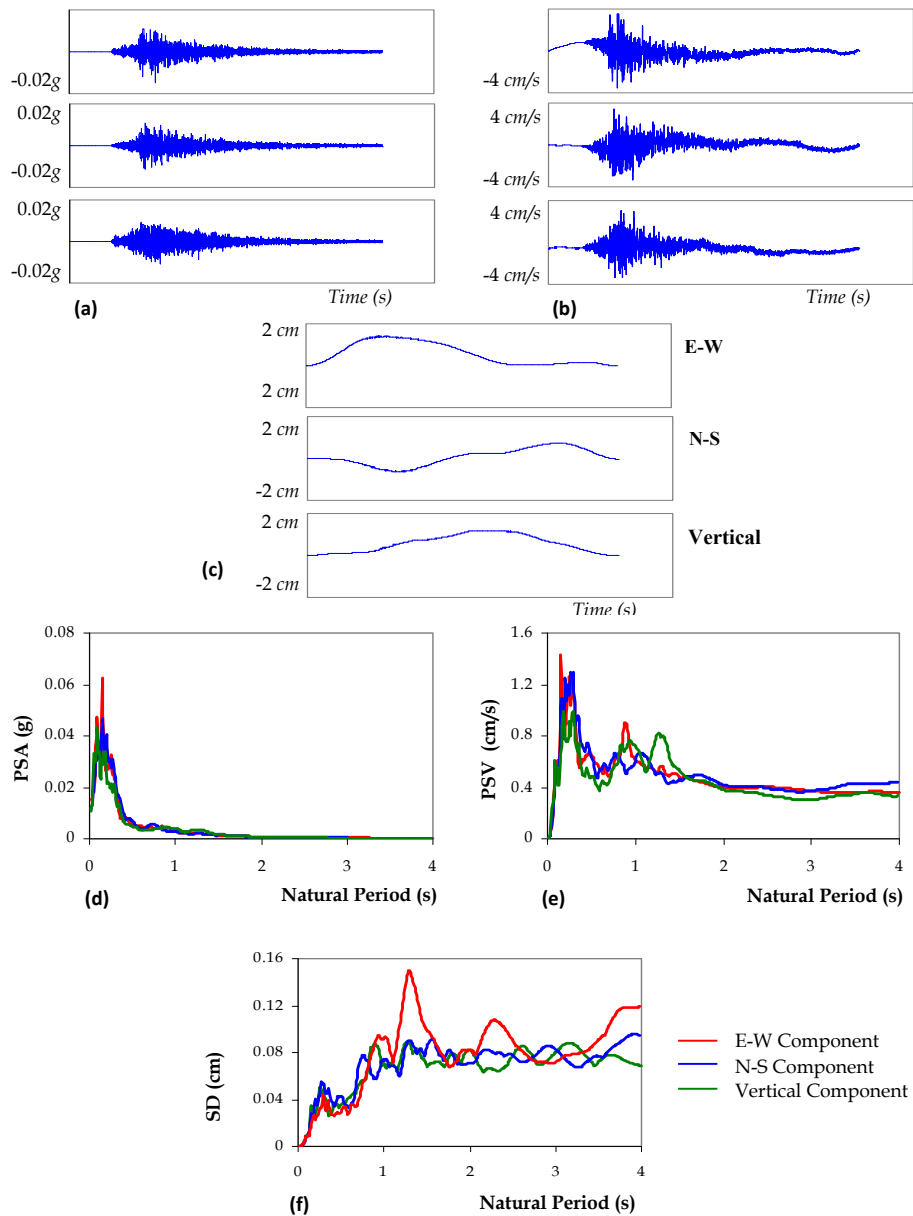 -0.02g
0.02g
-0.02g
0.02g
-0.02g
Time (s)
(a)
-4 cm/s
4 cm/s
-4 cm/s
4 cm/s
-4 cm/s
Time (s)
(b)
2 cm
2 cm
E-W
2 cm
-2 cm
N-S
2 cm
-2 cm
Vertical
(c)
Time (s)
0.08
0.06
0.04
0.02
0
PSA (g)
0 1 2 3 4
Natural Period (s)
(d)
1.6
1.2
0.8
0.4
0
PSV (cm/s)
0 1 2 3 4
Natural Period (s)
(e)
0.16
0.12
0.08
0.04
0
SD (cm)
0 1 2 3 4
Natural Period (s)
(f)
E-W Component
N-S Component
Vertical Component